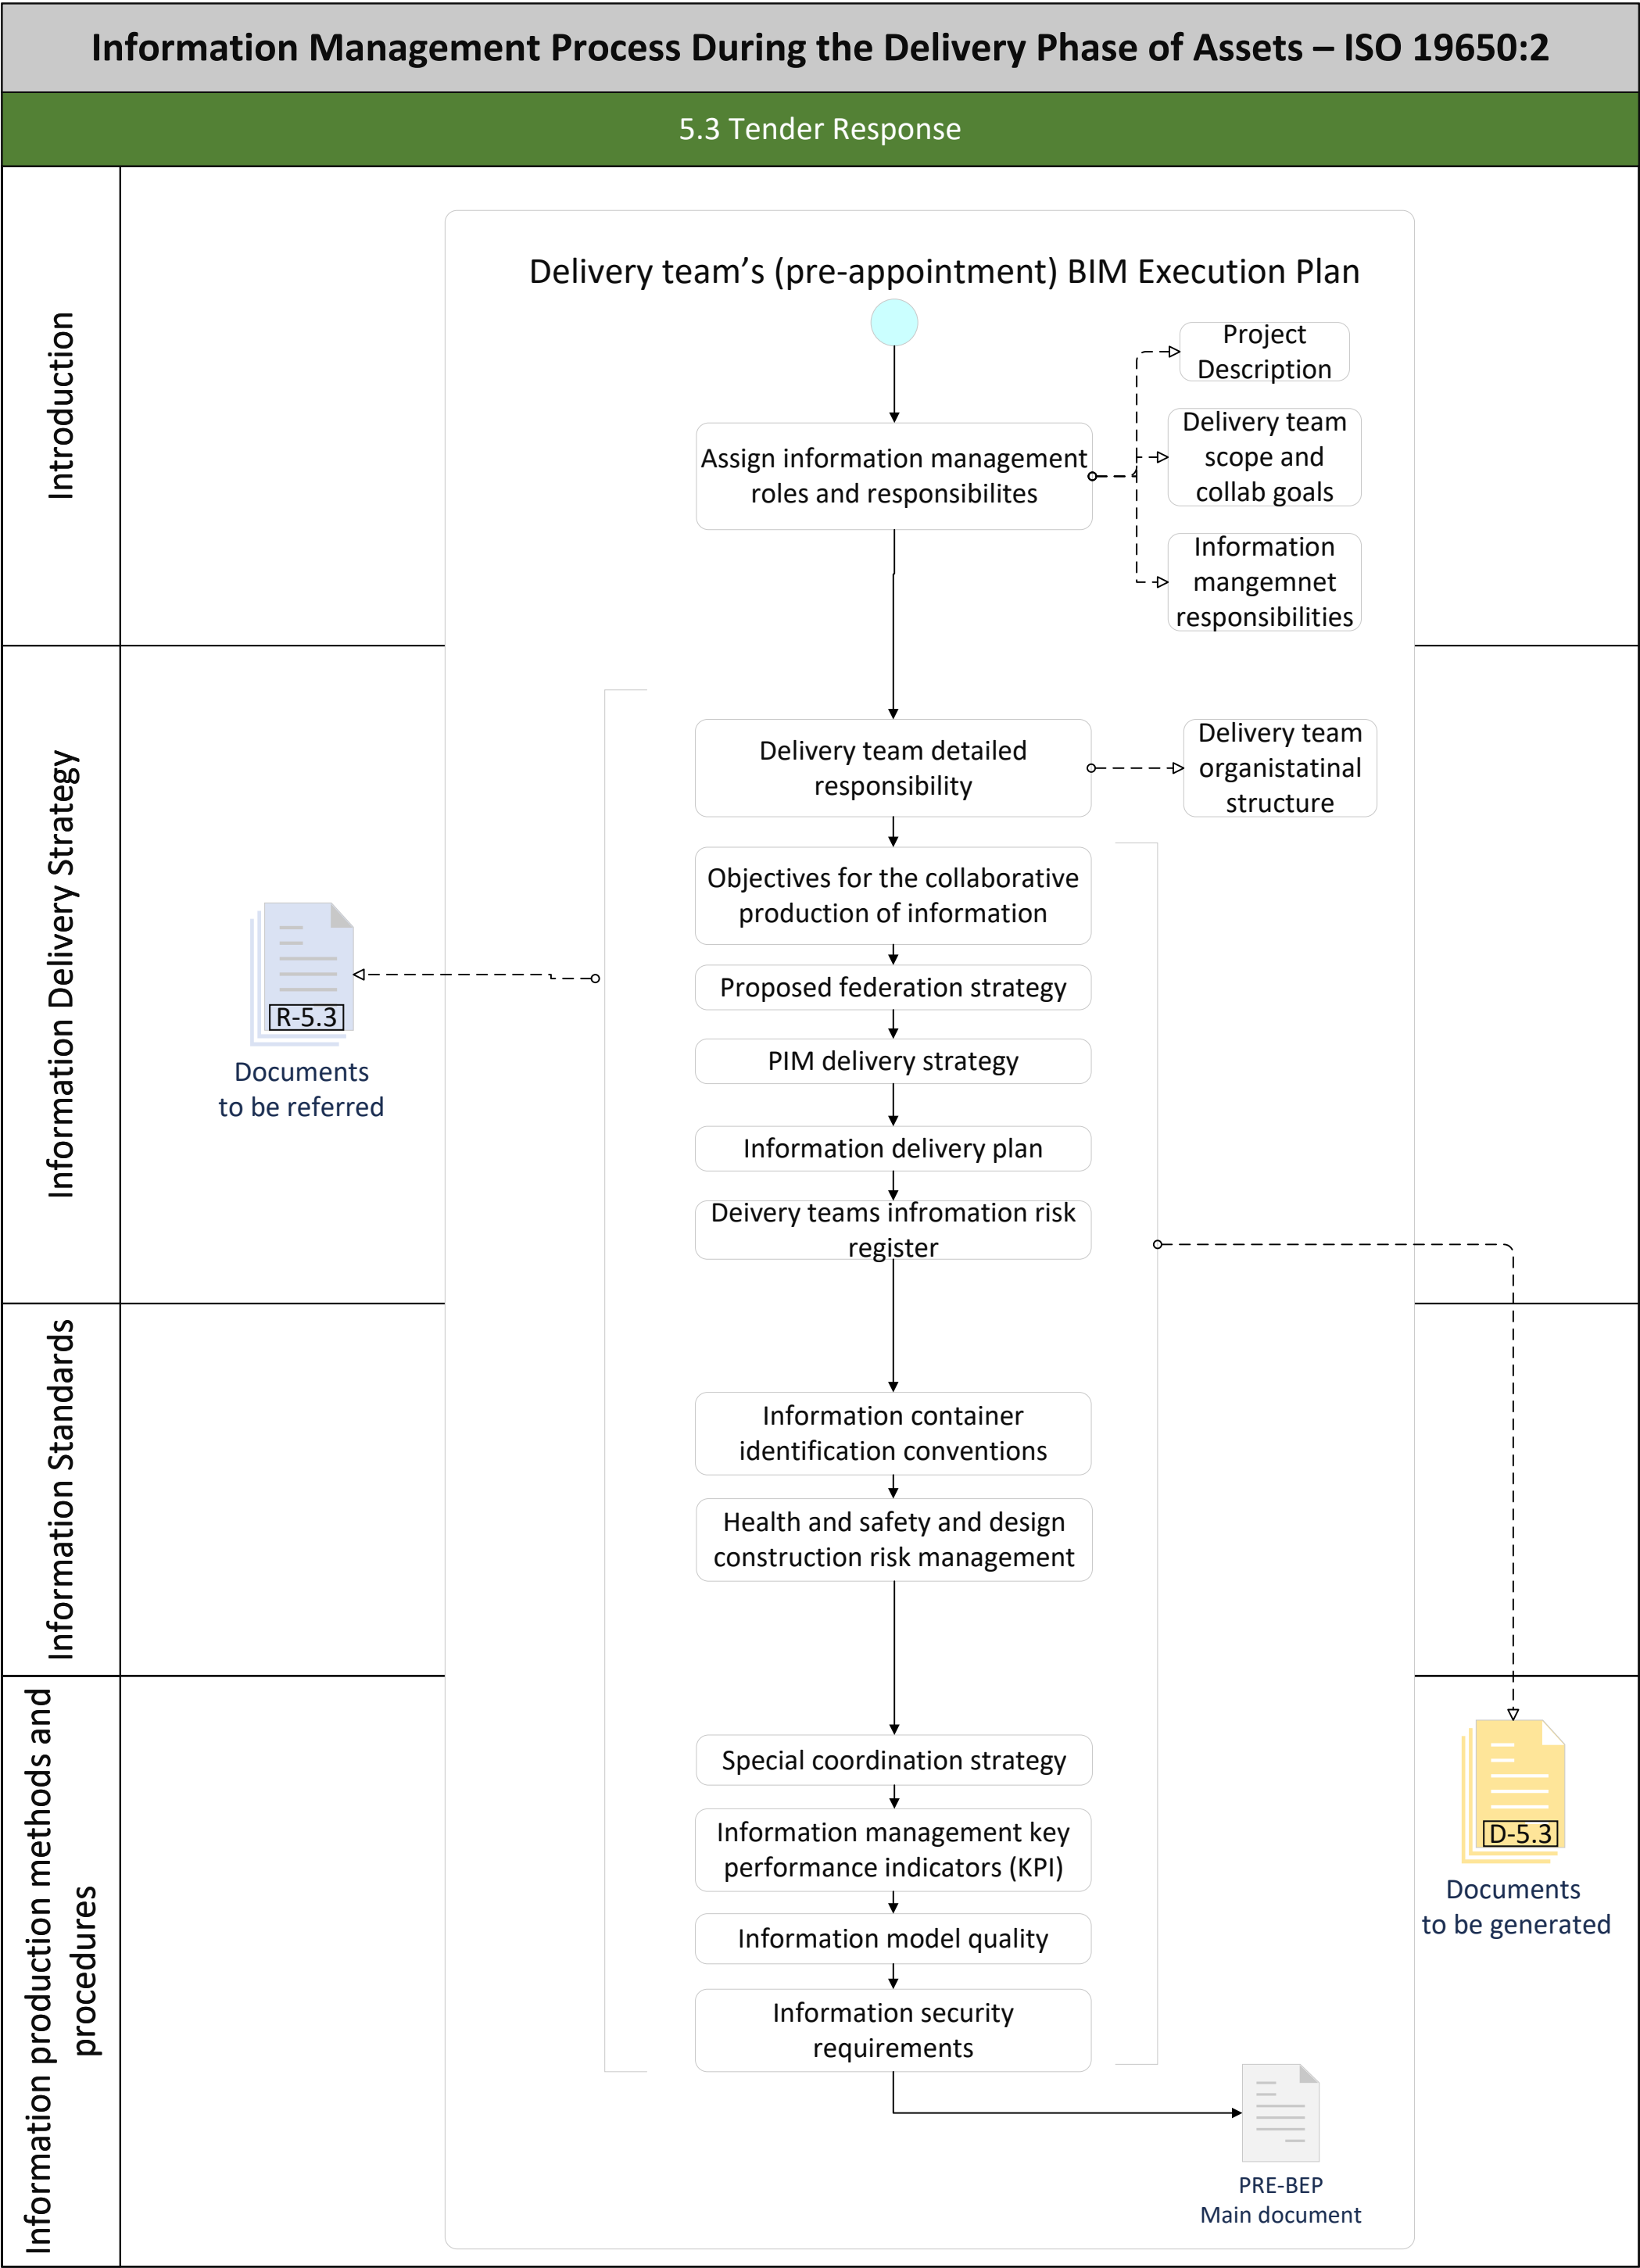 Information Management Process During the Delivery Phase of Assets – ISO 19650:2
5.3 Tender Response
Introduction
Delivery team's (pre-appointment) BIM Execution Plan
Assign information management
roles and responsibilites
Project
Description
Delivery team
scope and
collab goals
Information
mangemnet
responsibilities
Information Delivery Strategy
Delivery team detailed
responsibility
Delivery team
organistatinal
structure
Objectives for the collaborative
production of information
Proposed federation strategy
PIM delivery strategy
Information delivery plan
Deivery teams infromation risk
register
R-5.3
Documents
to be referred
Information Standards
Information container
identification conventions
Health and safety and design
construction risk management
Information production methods and
procedures
Special coordination strategy
Information management key
performance indicators (KPI)
Information model quality
Information security
requirements
D-5.3
Documents
to be generated
PRE-BEP
Main document